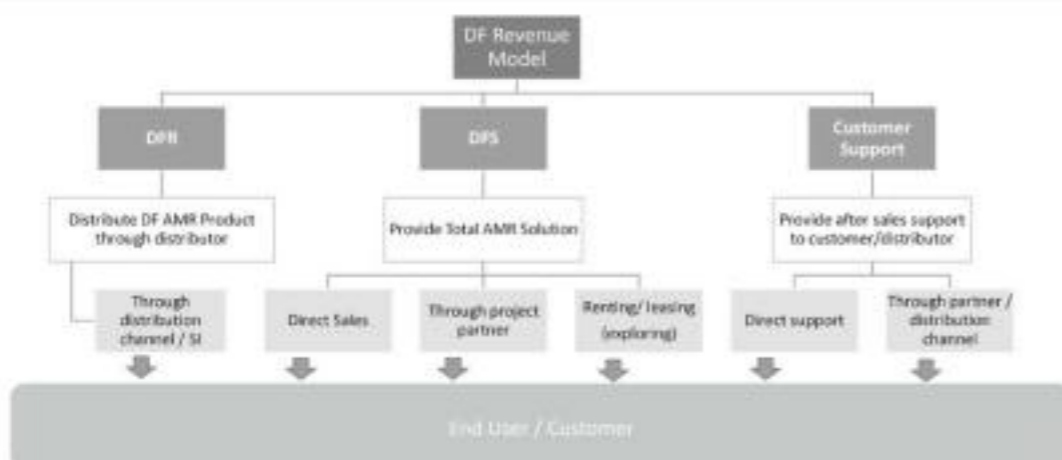 DF Revenue
Model
DFR
DFS
Customer
Support
Distribute DF AMR Product
through distributor
Provide Total AMR Solution
Provide after sales support
to customer/distributor
Through
distribution
channel / SI
Direct Sales
Through project
partner
Renting/ leasing
(exploring)
Direct support
Through partner /
distribution
channel
End User / Customer